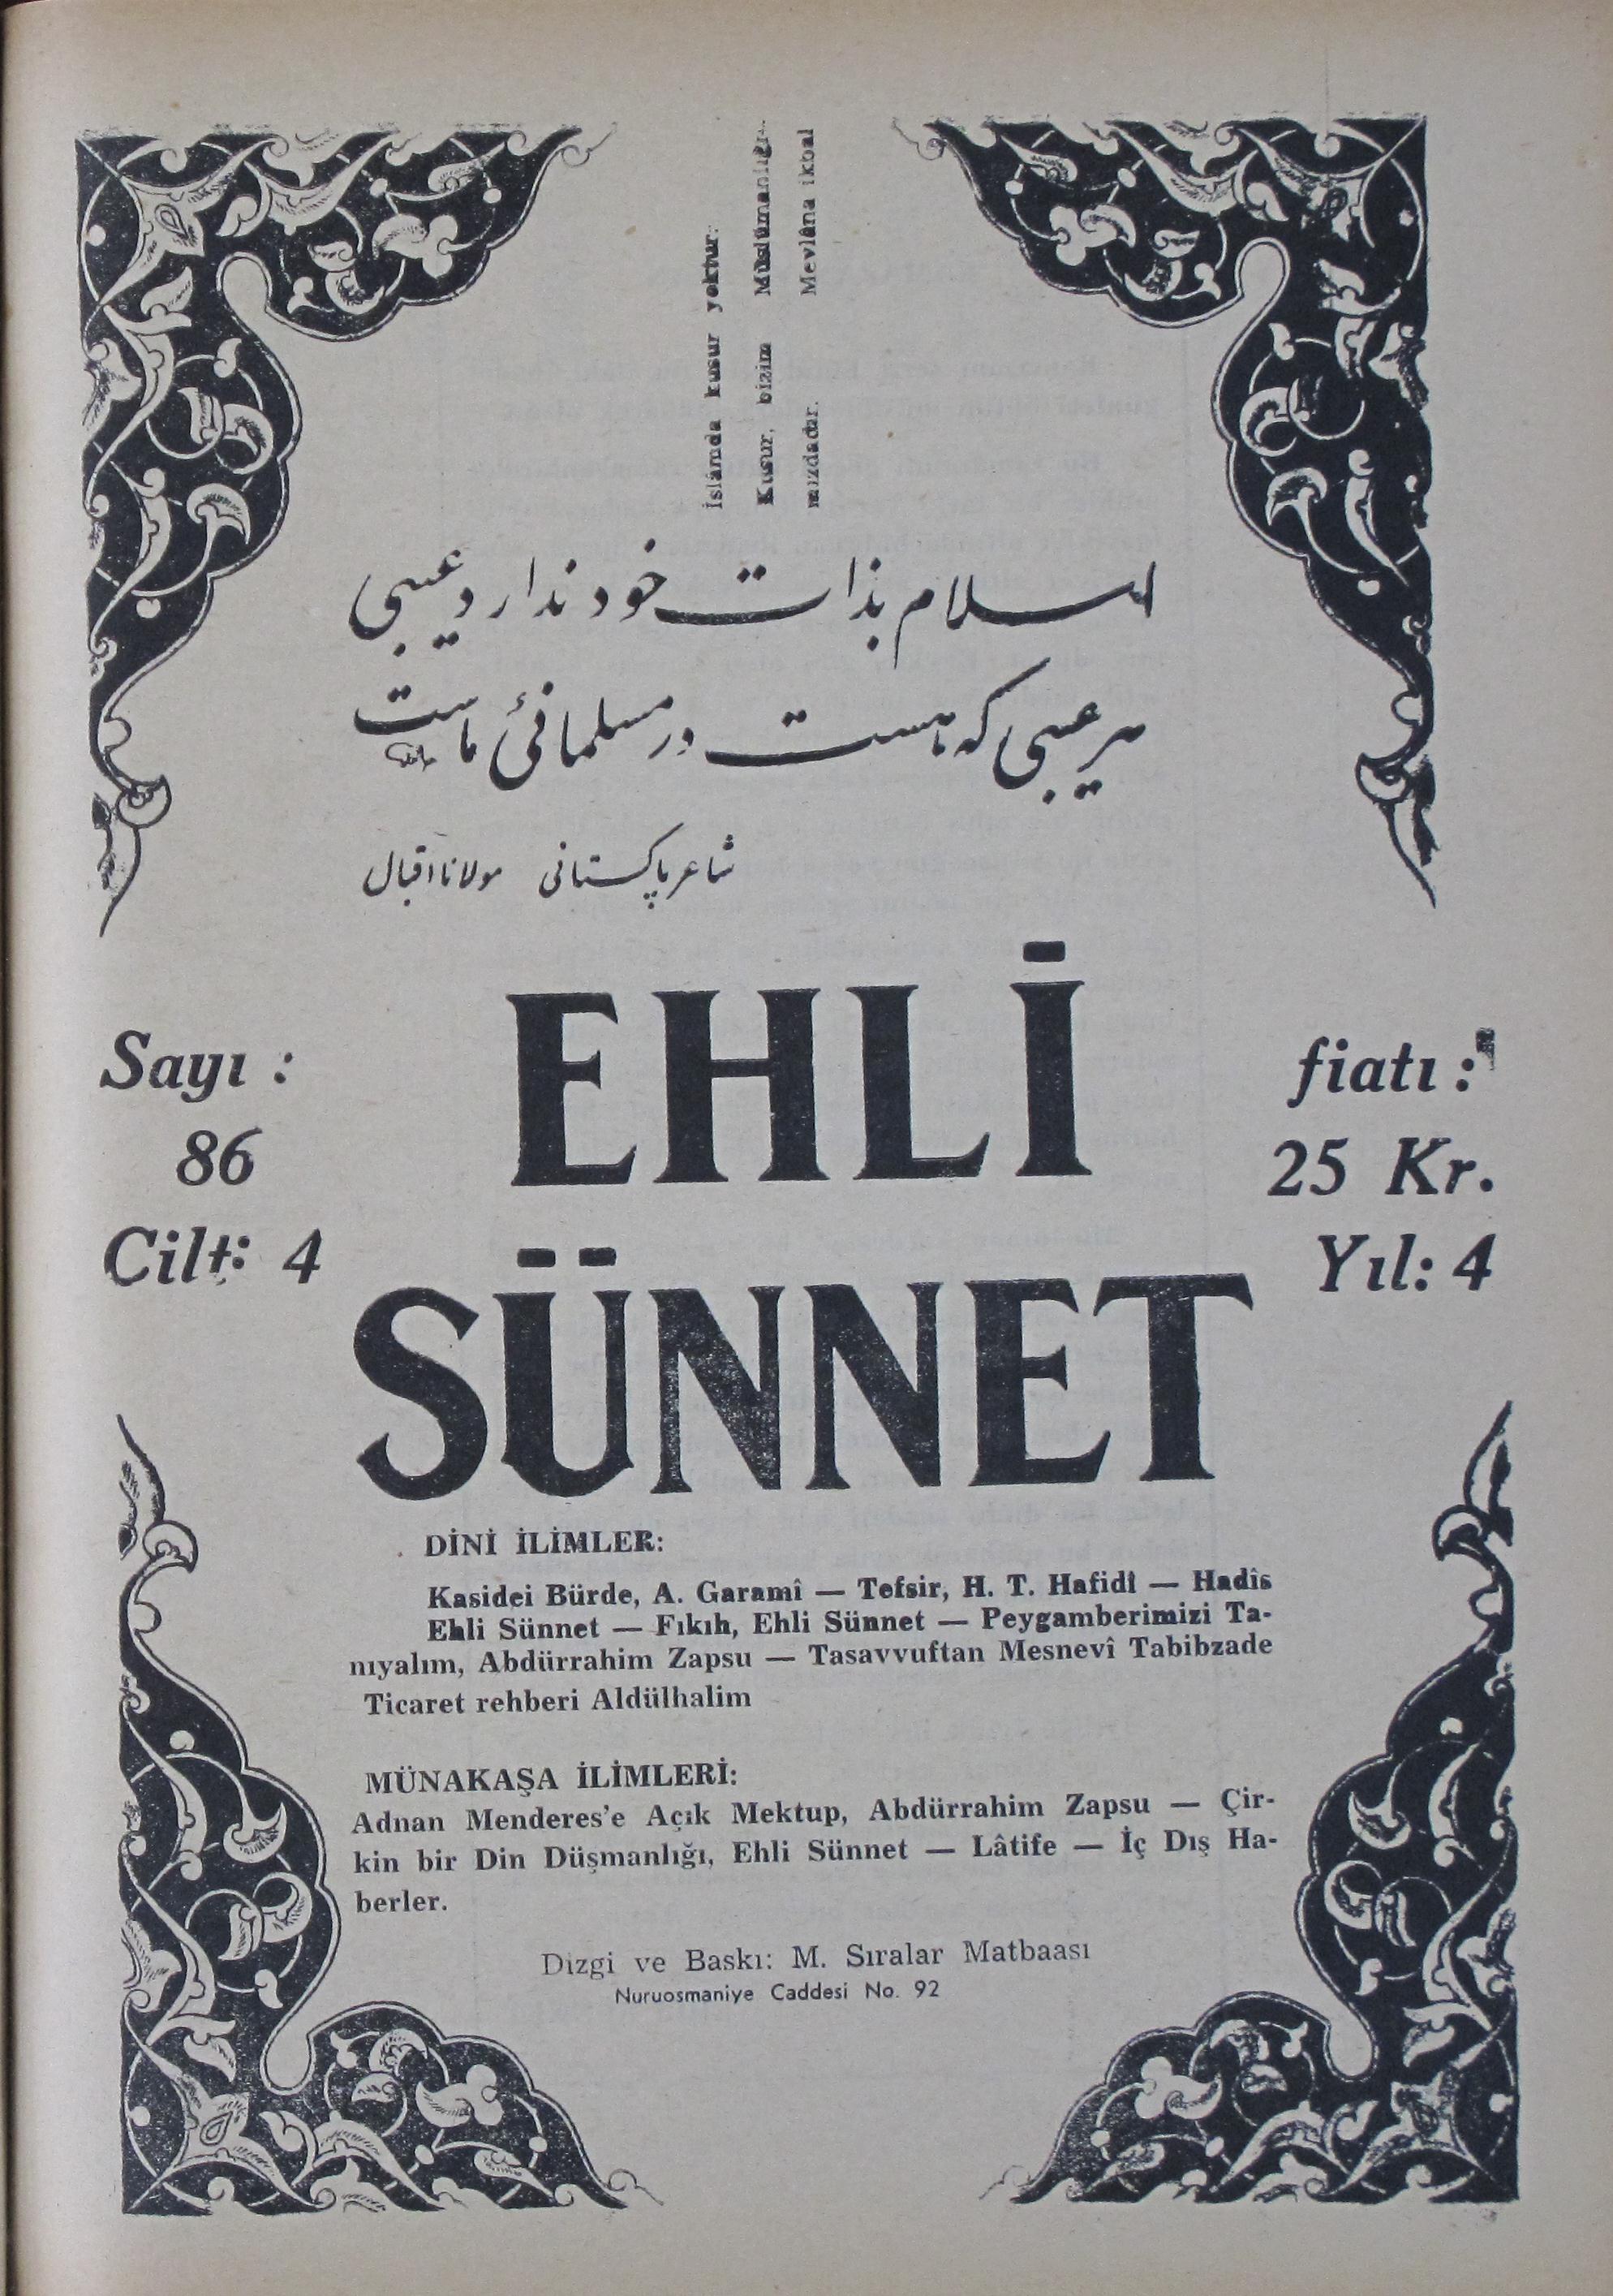 İslâmda kusur yoktur:
Kusur, bizim Müslümanlığı-
mızdadır. Mevlâna ikbal
اسلام بذات خود ندارد عیبی
هر عیبی که هست در مسلمانئ ماست
شاعر پاکستانی مولانا اقبال
EHLİ
SÜNNET
Sayı :
86
Cilt: 4
fiatı :
25 Kr.
Yıl: 4
DİNİ İLİMLER:
Kasidei Bürde, A. Garamî — Tefsir, H. T. Hafidî — Hadîs
Ehli Sünnet — Fıkıh, Ehli Sünnet — Peygamberimizi Ta-
nıyalım, Abdürrahim Zapsu — Tasavvuftan Mesnevî Tabibzade
Ticaret rehberi Aldülhalim
MÜNAKAŞA İLİMLERİ:
Adnan Menderes'e Açık Mektup, Abdürrahim Zapsu — Çir-
kin bir Din Düşmanlığı, Ehli Sünnet — Lâtife — İç Dış Ha-
berler.
Dizgi ve Baskı: M. Sıralar Matbaası
Nuruosmaniye Caddesi No. 92